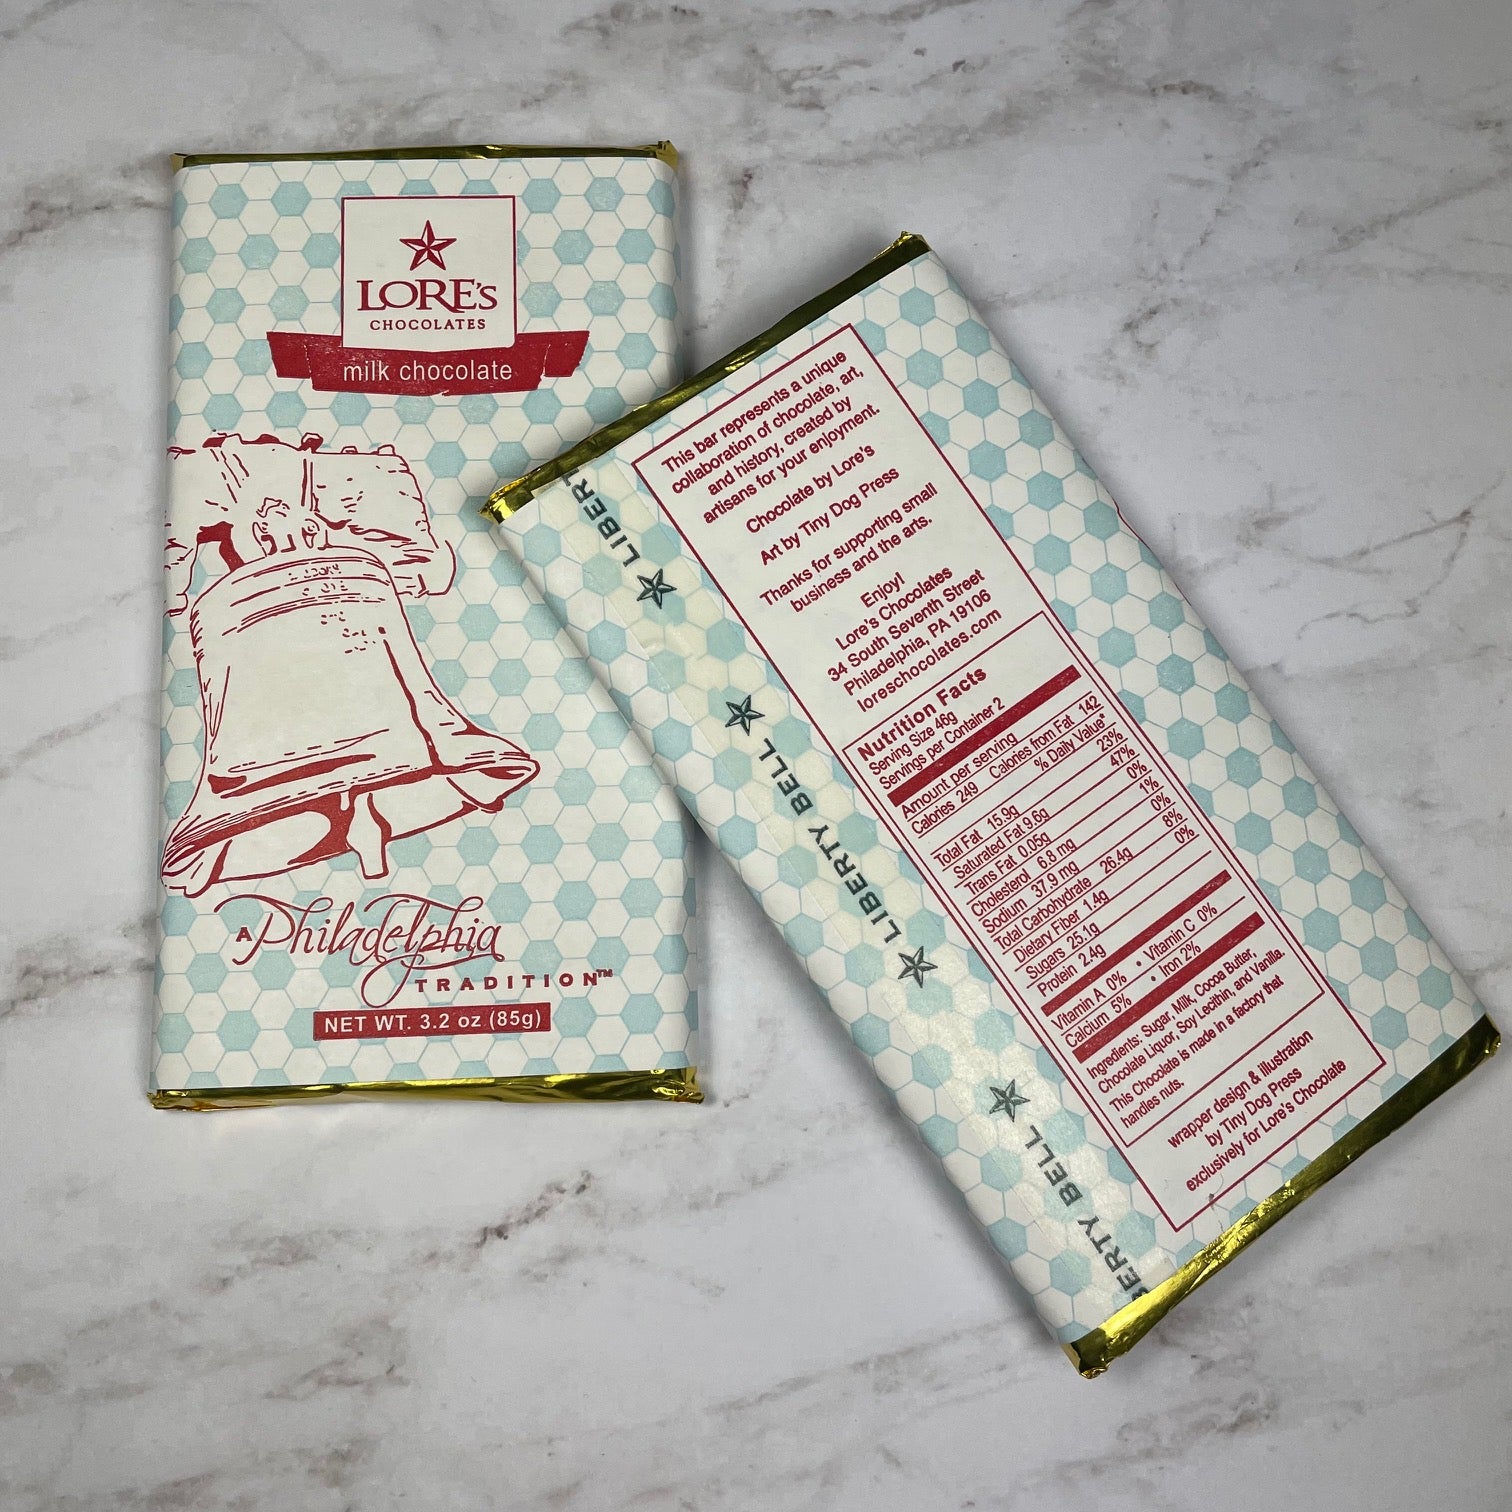 LORE's
CHOCOLATES
milk chocolate
A Philadelphia
TRADITION™
NET WT. 3.2 oz (85g)
This bar represents a unique
collaboration of chocolate, art,
and history, created by
artisans for your enjoyment.
Chocolate by Lore's
Art by Tiny Dog Press
Thanks for supporting small
business and the arts.
Enjoy!
Lore's Chocolates
34 South Seventh Street
Philadelphia, PA 19106
loreschocolates.com
Nutrition Facts
Serving Size 46g
Servings per Container 2
Amount per serving
Calories 249 Calories from Fat 142
% Daily Value*
Total Fat 15.9g 23%
Saturated Fat 9.6g 47%
Trans Fat 0.05g 0%
Cholesterol 6.8 mg 1%
Sodium 37.9 mg 0%
Total Carbohydrate 26.4g 8%
Dietary Fiber 1.4g 0%
Sugars 25.1g
Protein 2.4g
Vitamin A 0% • Vitamin C 0%
Calcium 5% • Iron 2%
Ingredients: Sugar, Milk, Cocoa Butter,
Chocolate Liquor, Soy Lecithin, and Vanilla.
This Chocolate is made in a factory that
handles nuts.
wrapper design & illustration
by Tiny Dog Press
exclusively for Lore's Chocolate
LIBERT
LIBERTY BELL
BERTY BELL